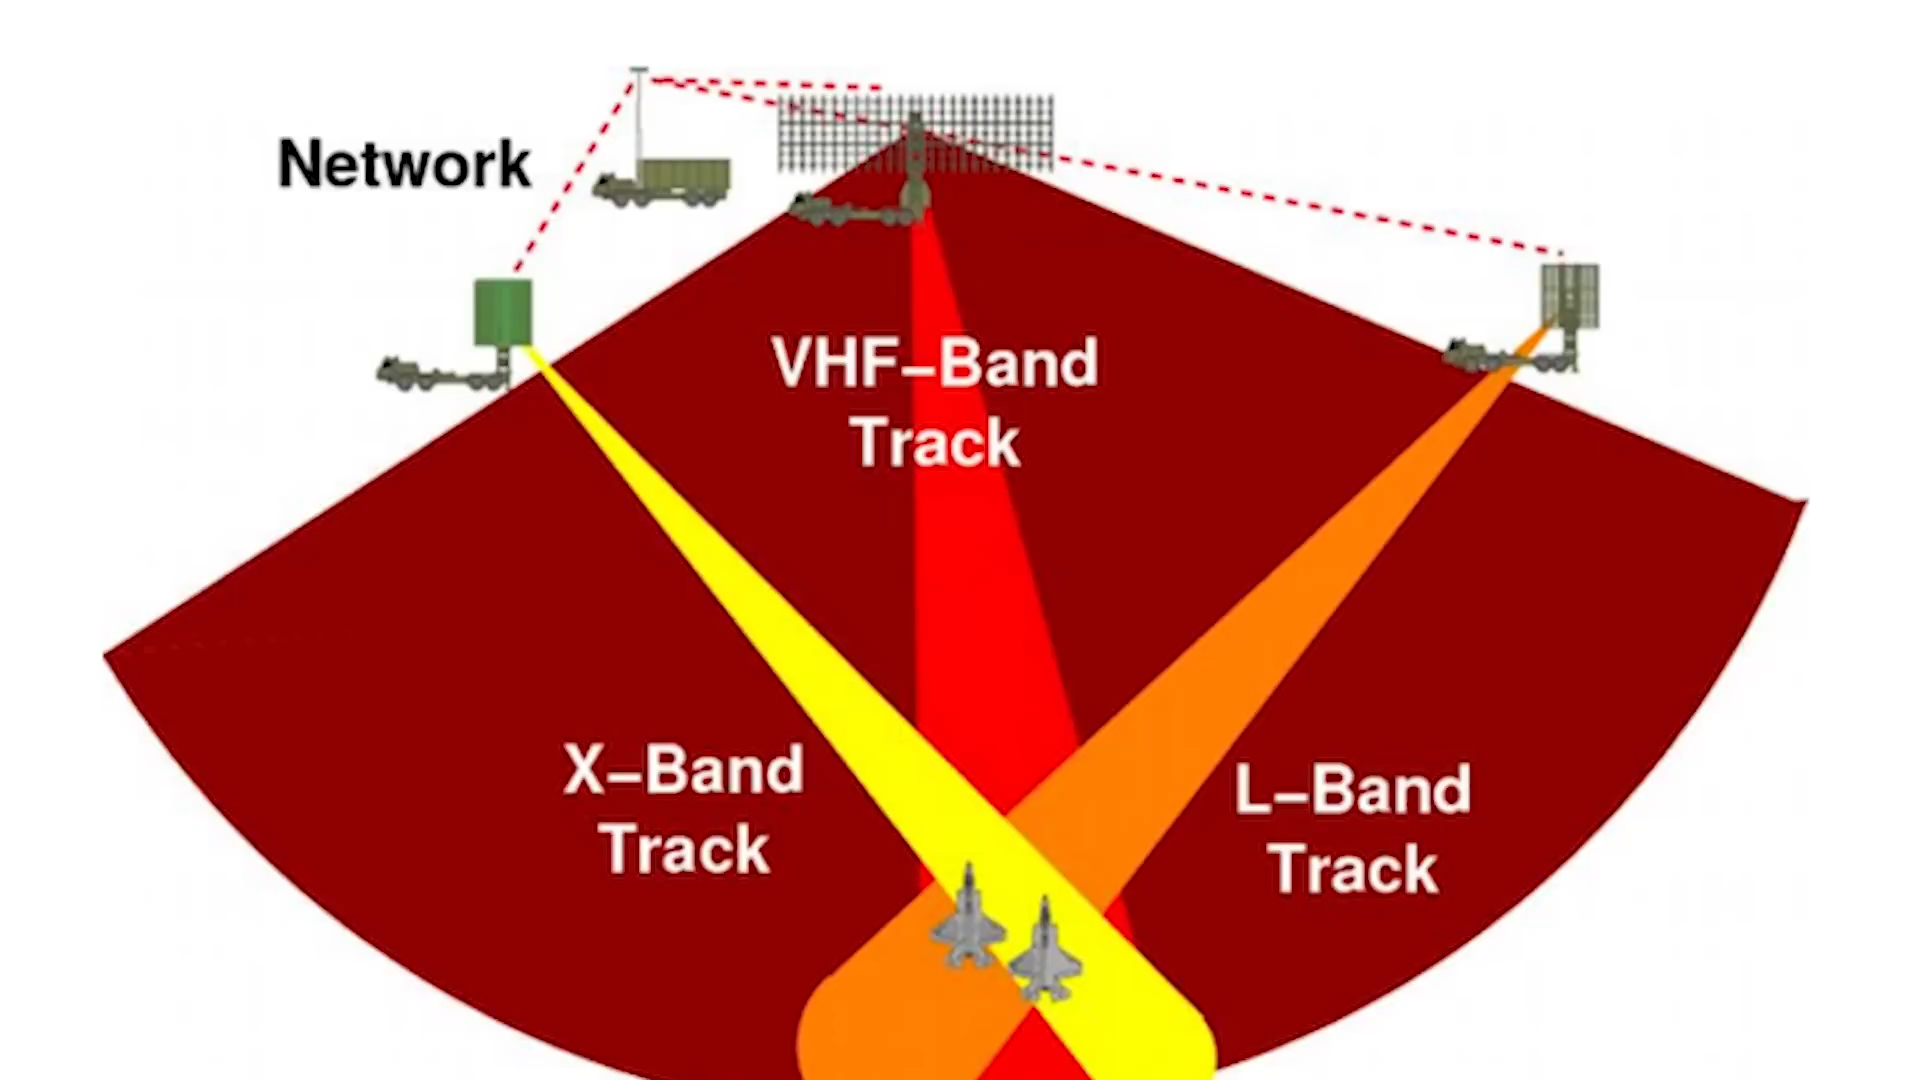 Network
VHF–Band
Track
X–Band
Track
L–Band
Track